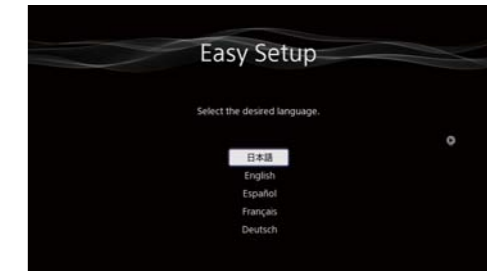 Easy Setup
Select the desired language.
日本語
English
Español
Français
Deutsch